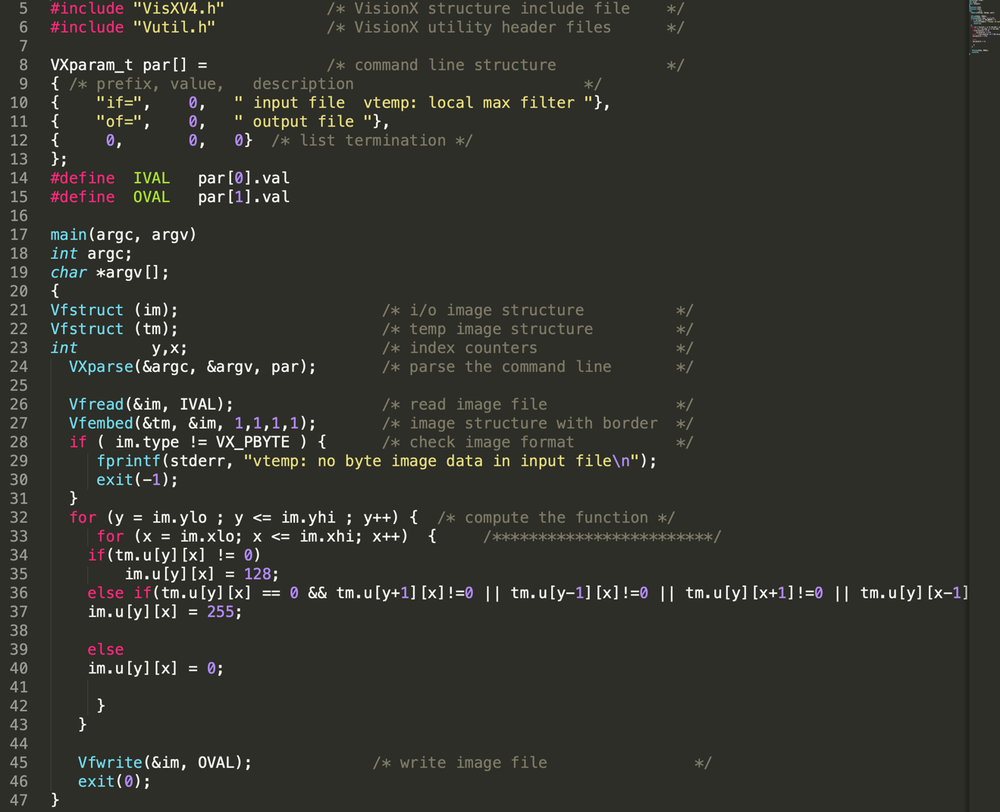 5 #include "VisXV4.h" /* VisionX structure include file */
6 #include "Vutil.h" /* VisionX utility header files */
7
8 VXparam_t par[] = /* command line structure */
9 { /* prefix, value, description */
10 { "if=", 0, " input file vtemp: local max filter "},
11 { "of=", 0, " output file "},
12 { 0, 0, 0} /* list termination */
13 };
14 #define IVAL par[0].val
15 #define OVAL par[1].val
16
17 main(argc, argv)
18 int argc;
19 char *argv[];
20 {
21 Vfstruct (im); /* i/o image structure */
22 Vfstruct (tm); /* temp image structure */
23 int y,x; /* index counters */
24 VXparse(&argc, &argv, par); /* parse the command line */
25
26 Vfread(&im, IVAL); /* read image file */
27 Vfembed(&tm, &im, 1,1,1,1); /* image structure with border */
28 if ( im.type != VX_PBYTE ) { /* check image format */
29 fprintf(stderr, "vtemp: no byte image data in input file\n");
30 exit(-1);
31 }
32 for (y = im.ylo ; y <= im.yhi ; y++) { /* compute the function */
33 for (x = im.xlo; x <= im.xhi; x++) { /************************/
34 if(tm.u[y][x] != 0)
35 im.u[y][x] = 128;
36 else if(tm.u[y][x] == 0 && tm.u[y+1][x]!=0 || tm.u[y-1][x]!=0 || tm.u[y][x+1]!=0 || tm.u[y][x-1]
37 im.u[y][x] = 255;
38
39 else
40 im.u[y][x] = 0;
41
42 }
43 }
44
45 Vfwrite(&im, OVAL); /* write image file */
46 exit(0);
47 }